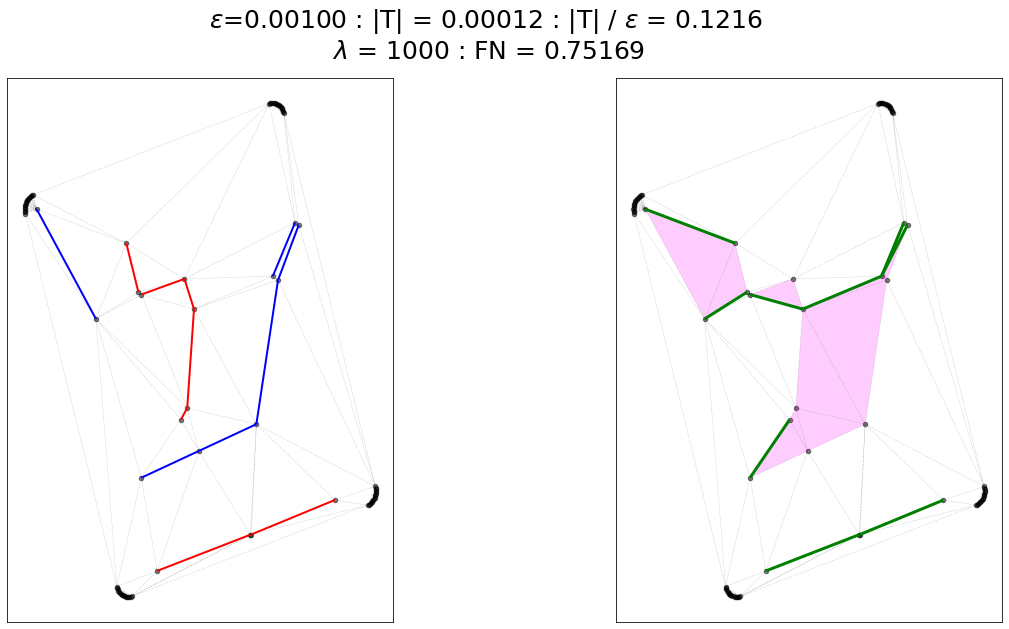 ε=0.00100 : |T| = 0.00012 : |T| / ε = 0.1216
λ = 1000 : FN = 0.75169